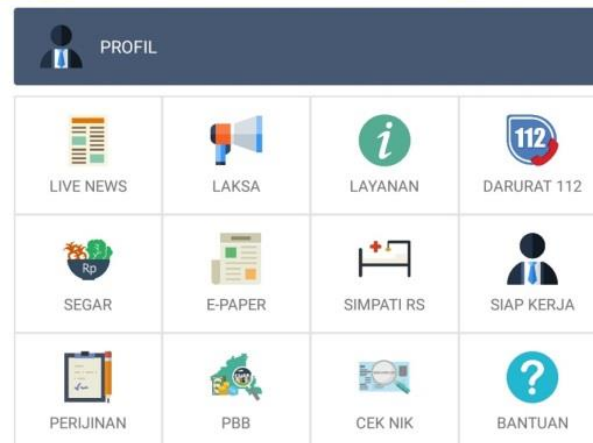 PROFIL
LIVE NEWS
LAKSA
LAYANAN
112
DARURAT 112
Rp
SEGAR
E-PAPER
SIMPATI RS
SIAP KERJA
PERIJINAN
PBB
CEK NIK
BANTUAN